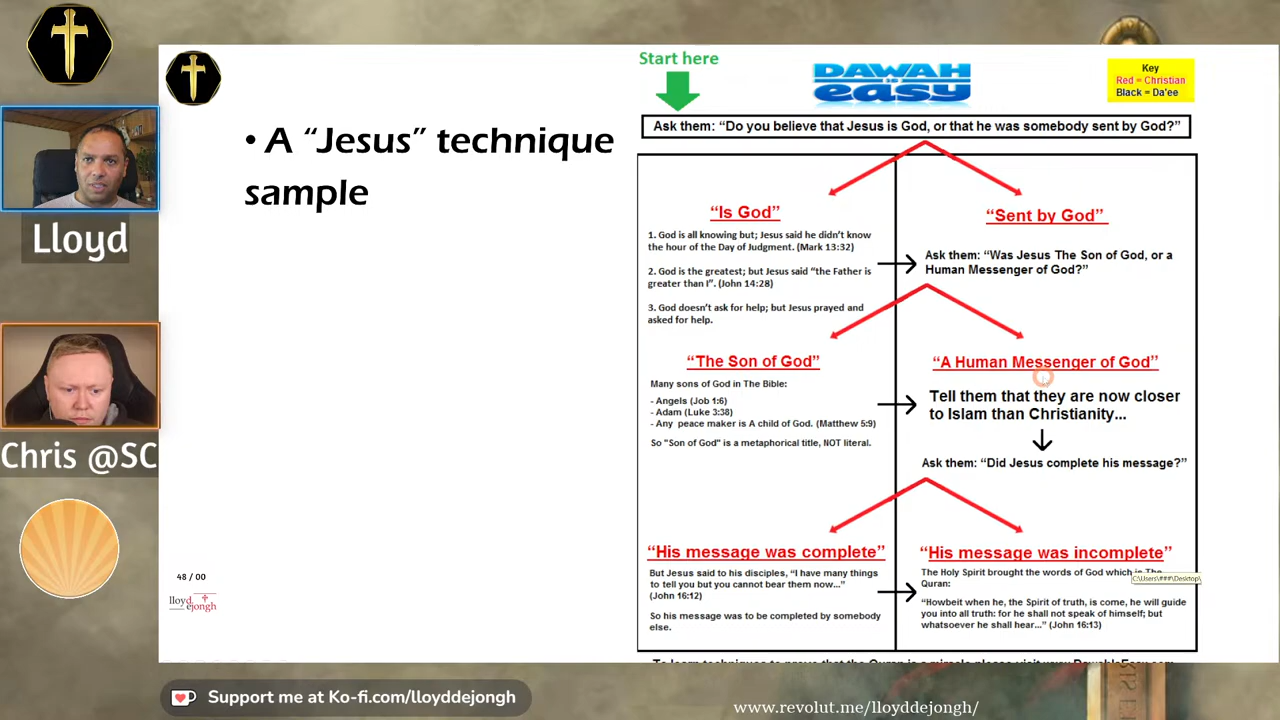 Lloyd
Chris @SC
• A “Jesus” technique
sample
48 / 00
lloyd
ejongh
Start here
DAWAH
easy
Key
Red = Christian
Black = Da'ee
Ask them: “Do you believe that Jesus is God, or that he was somebody sent by God?”
“Is God”
1. God is all knowing but; Jesus said he didn't know
the hour of the Day of Judgment. (Mark 13:32)
2. God is the greatest; but Jesus said “the Father is
greater than I”. (John 14:28)
3. God doesn't ask for help; but Jesus prayed and
asked for help.
“Sent by God”
Ask them: “Was Jesus The Son of God, or a
Human Messenger of God?”
“The Son of God”
Many sons of God in The Bible:
- Angels (Job 1:6)
- Adam (Luke 3:38)
- Any peace maker is A child of God. (Matthew 5:9)
So "Son of God" is a metaphorical title, NOT literal.
“A Human Messenger of God”
Tell them that they are now closer
to Islam than Christianity...
Ask them: “Did Jesus complete his message?”
“His message was complete”
But Jesus said to his disciples, “I have many things
to tell you but you cannot bear them now...”
(John 16:12)
So his message was to be completed by somebody
else.
“His message was incomplete”
The Holy Spirit brought the words of God which is The
Quran:
C:\Users\###\Desktop\
“Howbeit when he, the Spirit of truth, is come, he will guide
you into all truth: for he shall not speak of himself; but
whatsoever he shall hear...” (John 16:13)
Support me at Ko-fi.com/lloyddejongh
www.revolut.me/lloyddejongh/